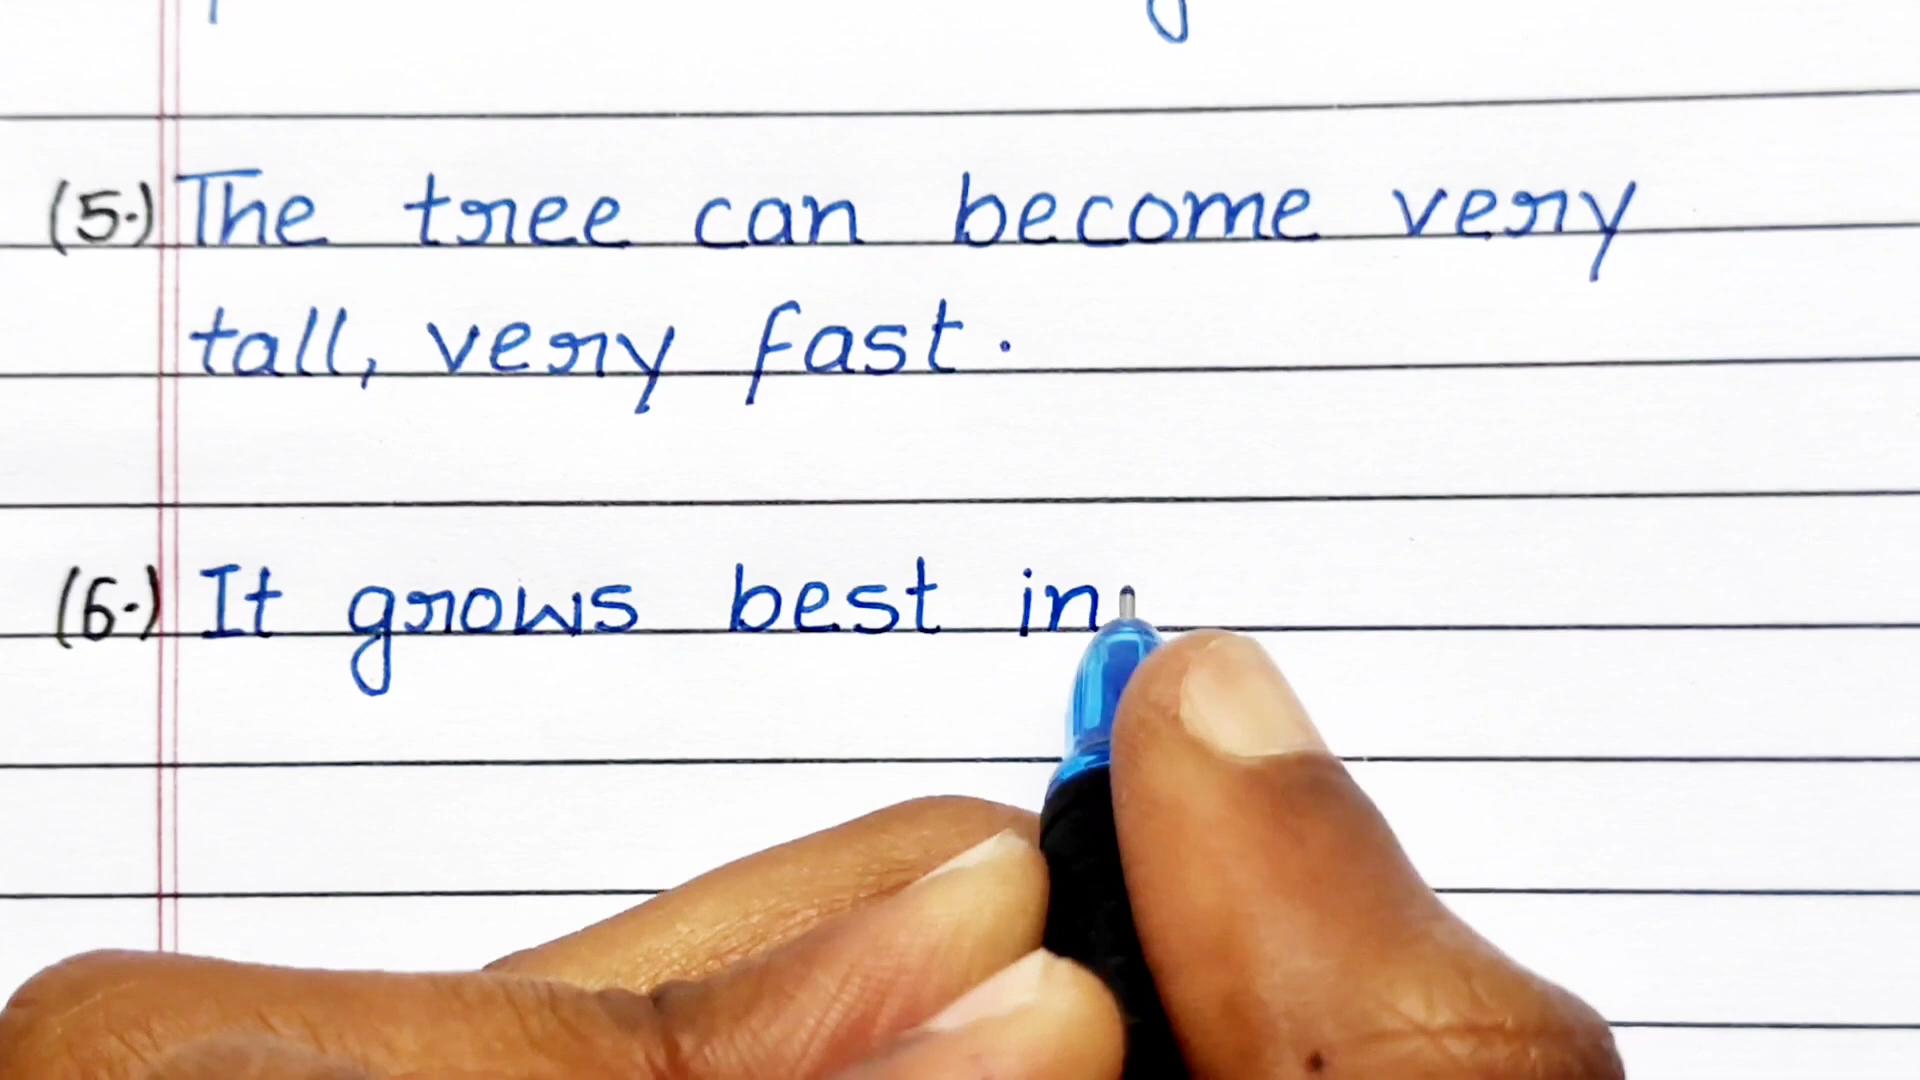 (5.) The tree can become very
tall, very fast.
(6.) It grows best in